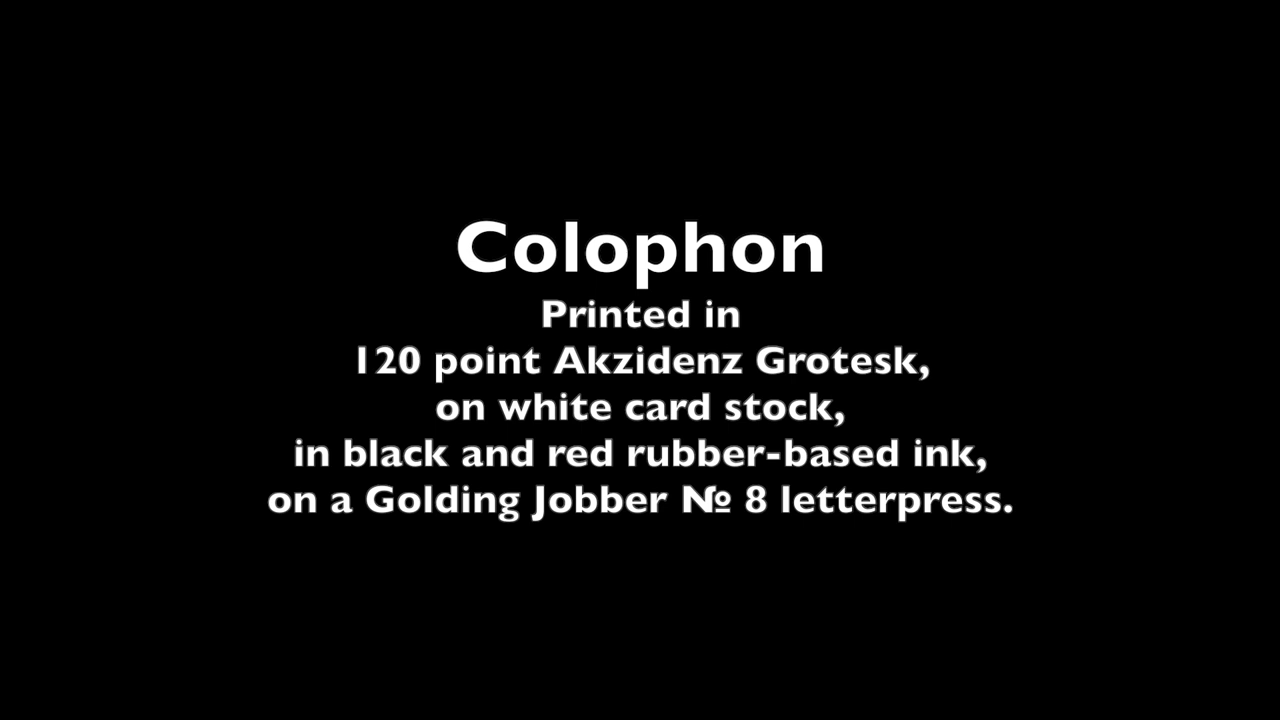 Colophon
Printed in
120 point Akzidenz Grotesk,
on white card stock,
in black and red rubber-based ink,
on a Golding Jobber № 8 letterpress.